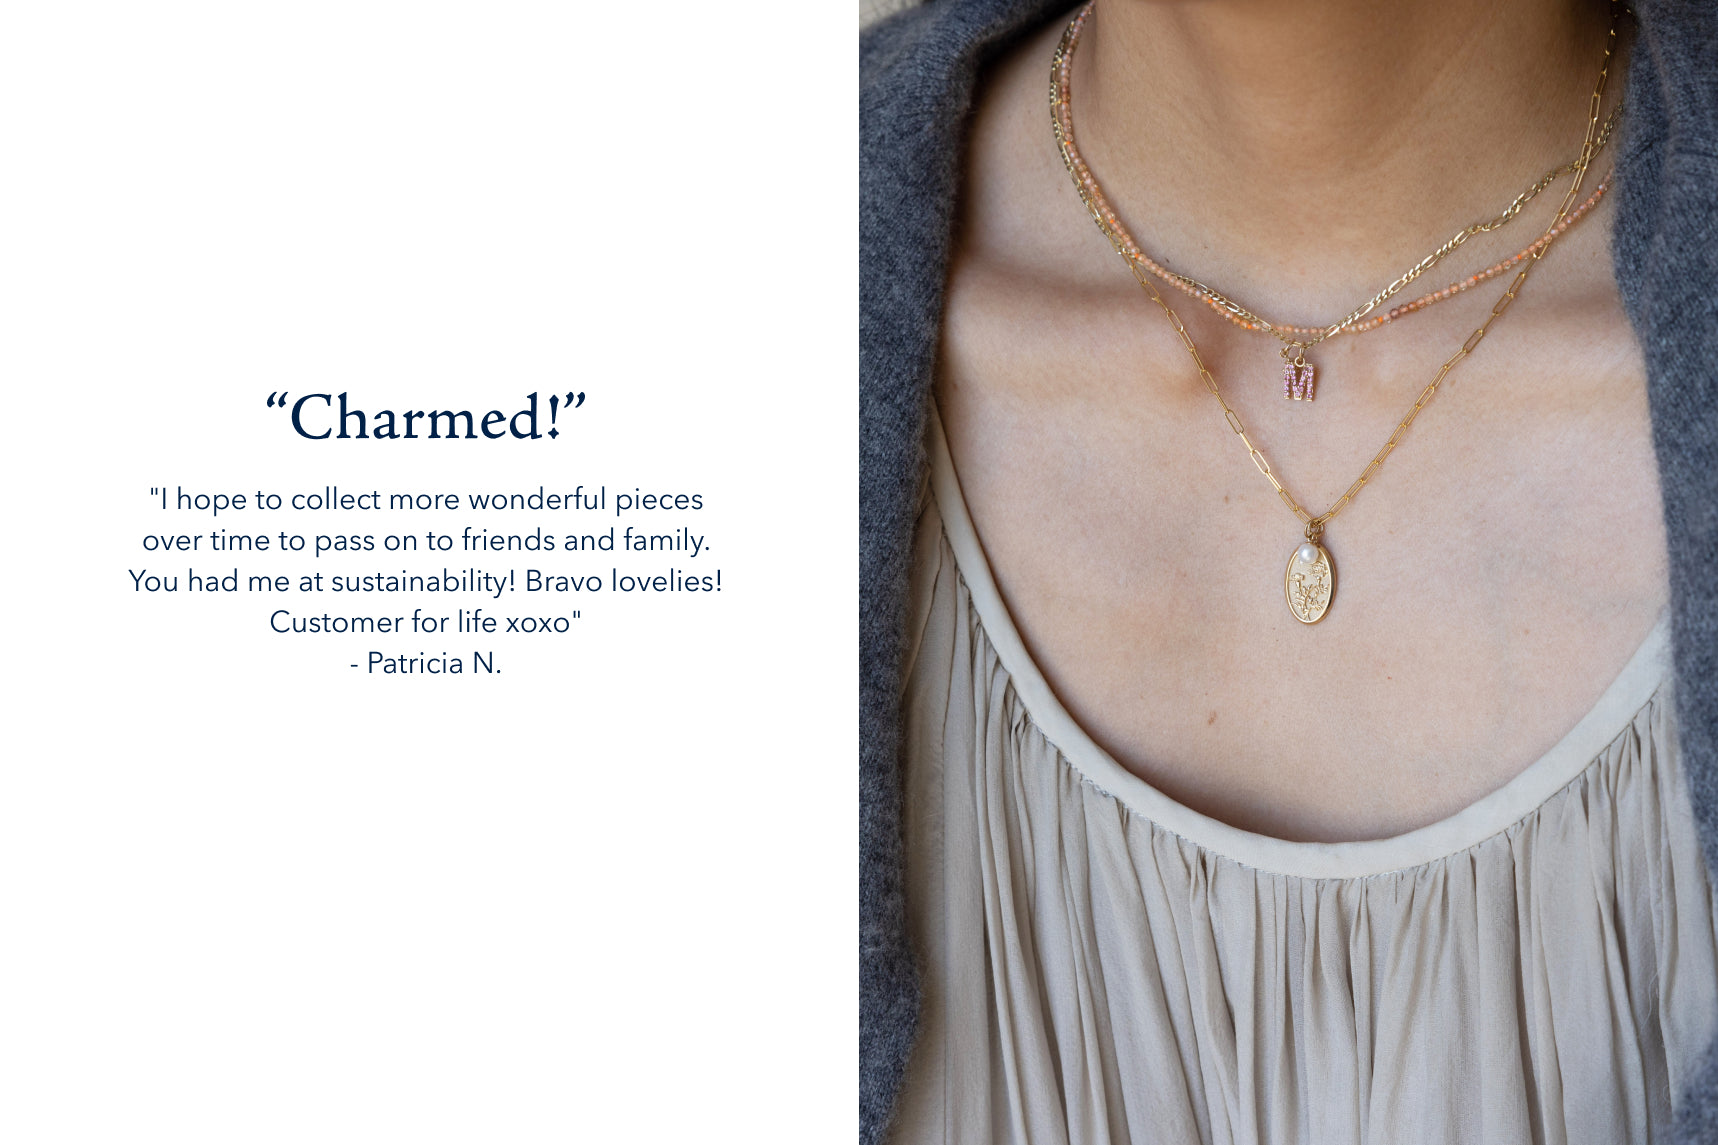 “Charmed!”
"I hope to collect more wonderful pieces
over time to pass on to friends and family.
You had me at sustainability! Bravo lovelies!
Customer for life xoxo"
- Patricia N.
M